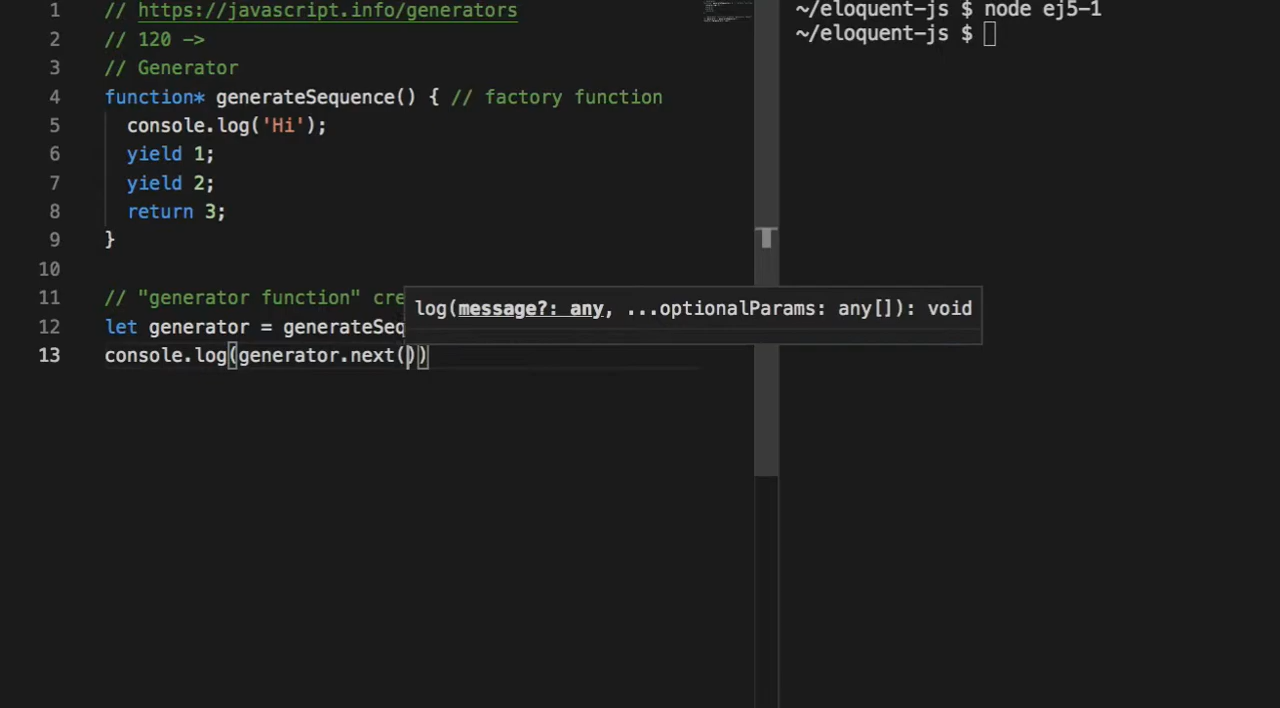 1 // https://javascript.info/generators
2 // 120 ->
3 // Generator
4 function* generateSequence() { // factory function
5 console.log('Hi');
6 yield 1;
7 yield 2;
8 return 3;
9 }
10
11 // "generator function" cre
12 let generator = generateSeq
13 console.log(generator.next())
log(message?: any, ...optionalParams: any[]): void
~/eloquent-js $ node ej5-1
~/eloquent-js $